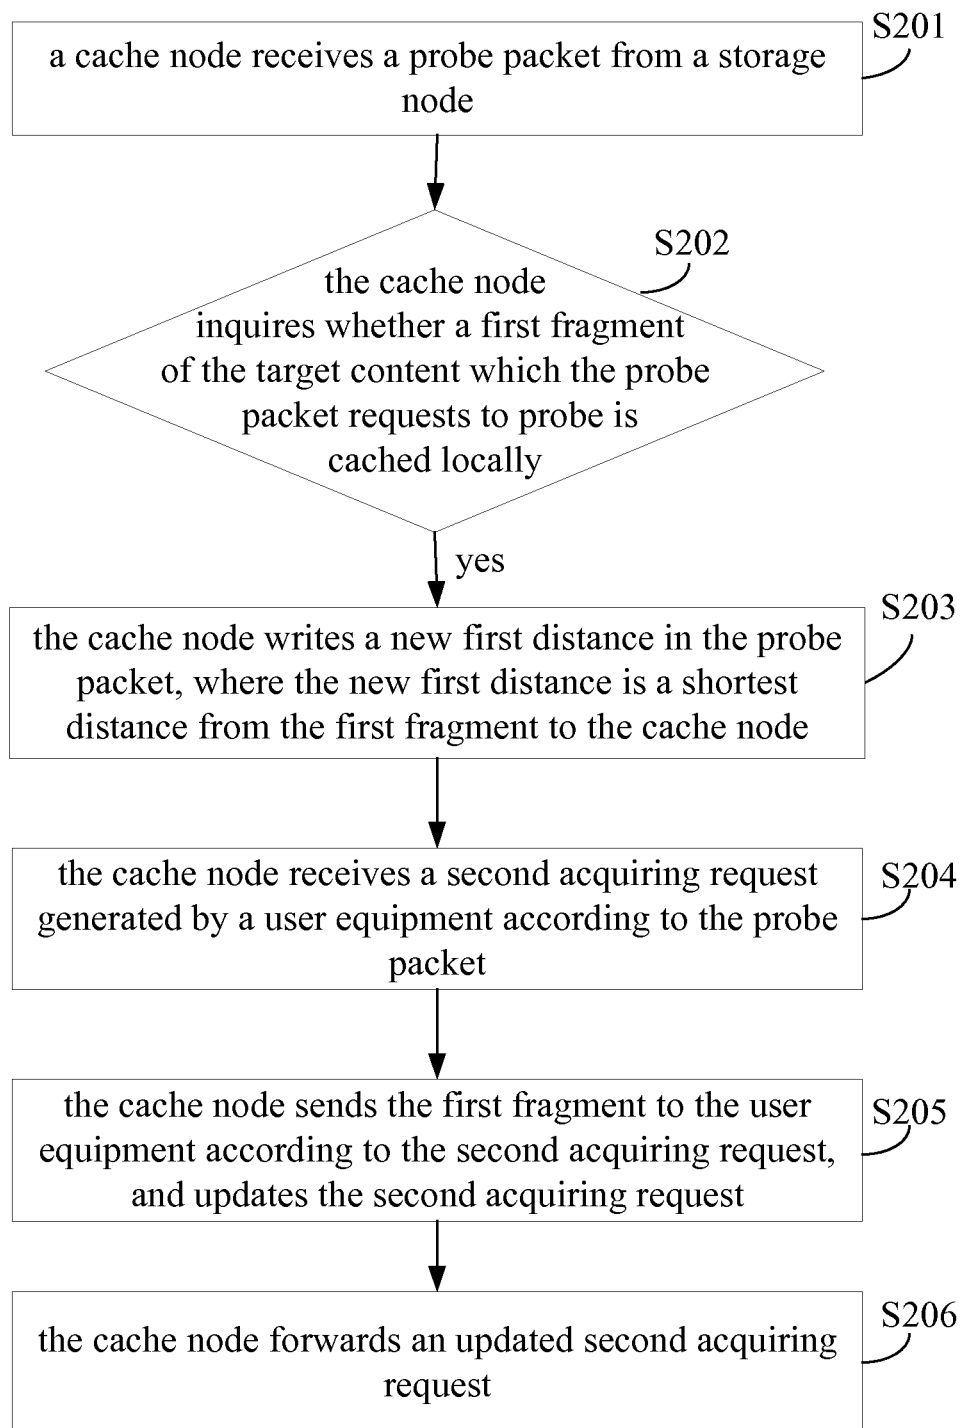 S201
a cache node receives a probe packet from a storage
node
S202
the cache node
inquires whether a first fragment
of the target content which the probe
packet requests to probe is
cached locally
yes
S203
the cache node writes a new first distance in the probe
packet, where the new first distance is a shortest
distance from the first fragment to the cache node
S204
the cache node receives a second acquiring request
generated by a user equipment according to the probe
packet
S205
the cache node sends the first fragment to the user
equipment according to the second acquiring request,
and updates the second acquiring request
S206
the cache node forwards an updated second acquiring
request